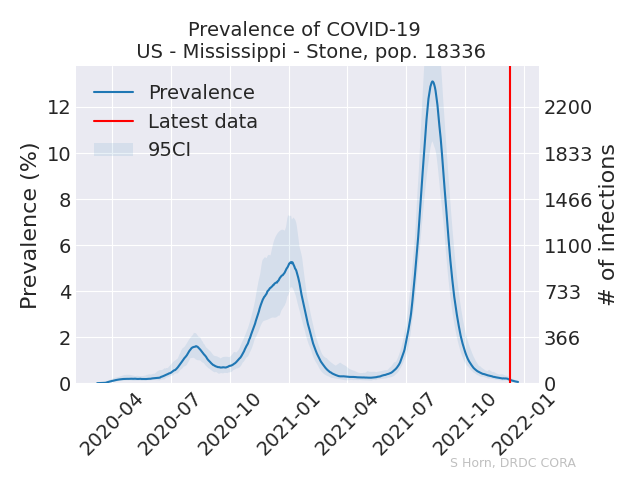 Prevalence of COVID-19
US - Mississippi - Stone, pop. 18336
Prevalence
Latest data
95CI
Prevalence (%)
12
10
8
6
4
2
0
2200
1833
1466
1100
733
366
0
# of infections
2020-04
2020-07
2020-10
2021-01
2021-04
2021-07
2021-10
2022-01
S Horn, DRDC CORA